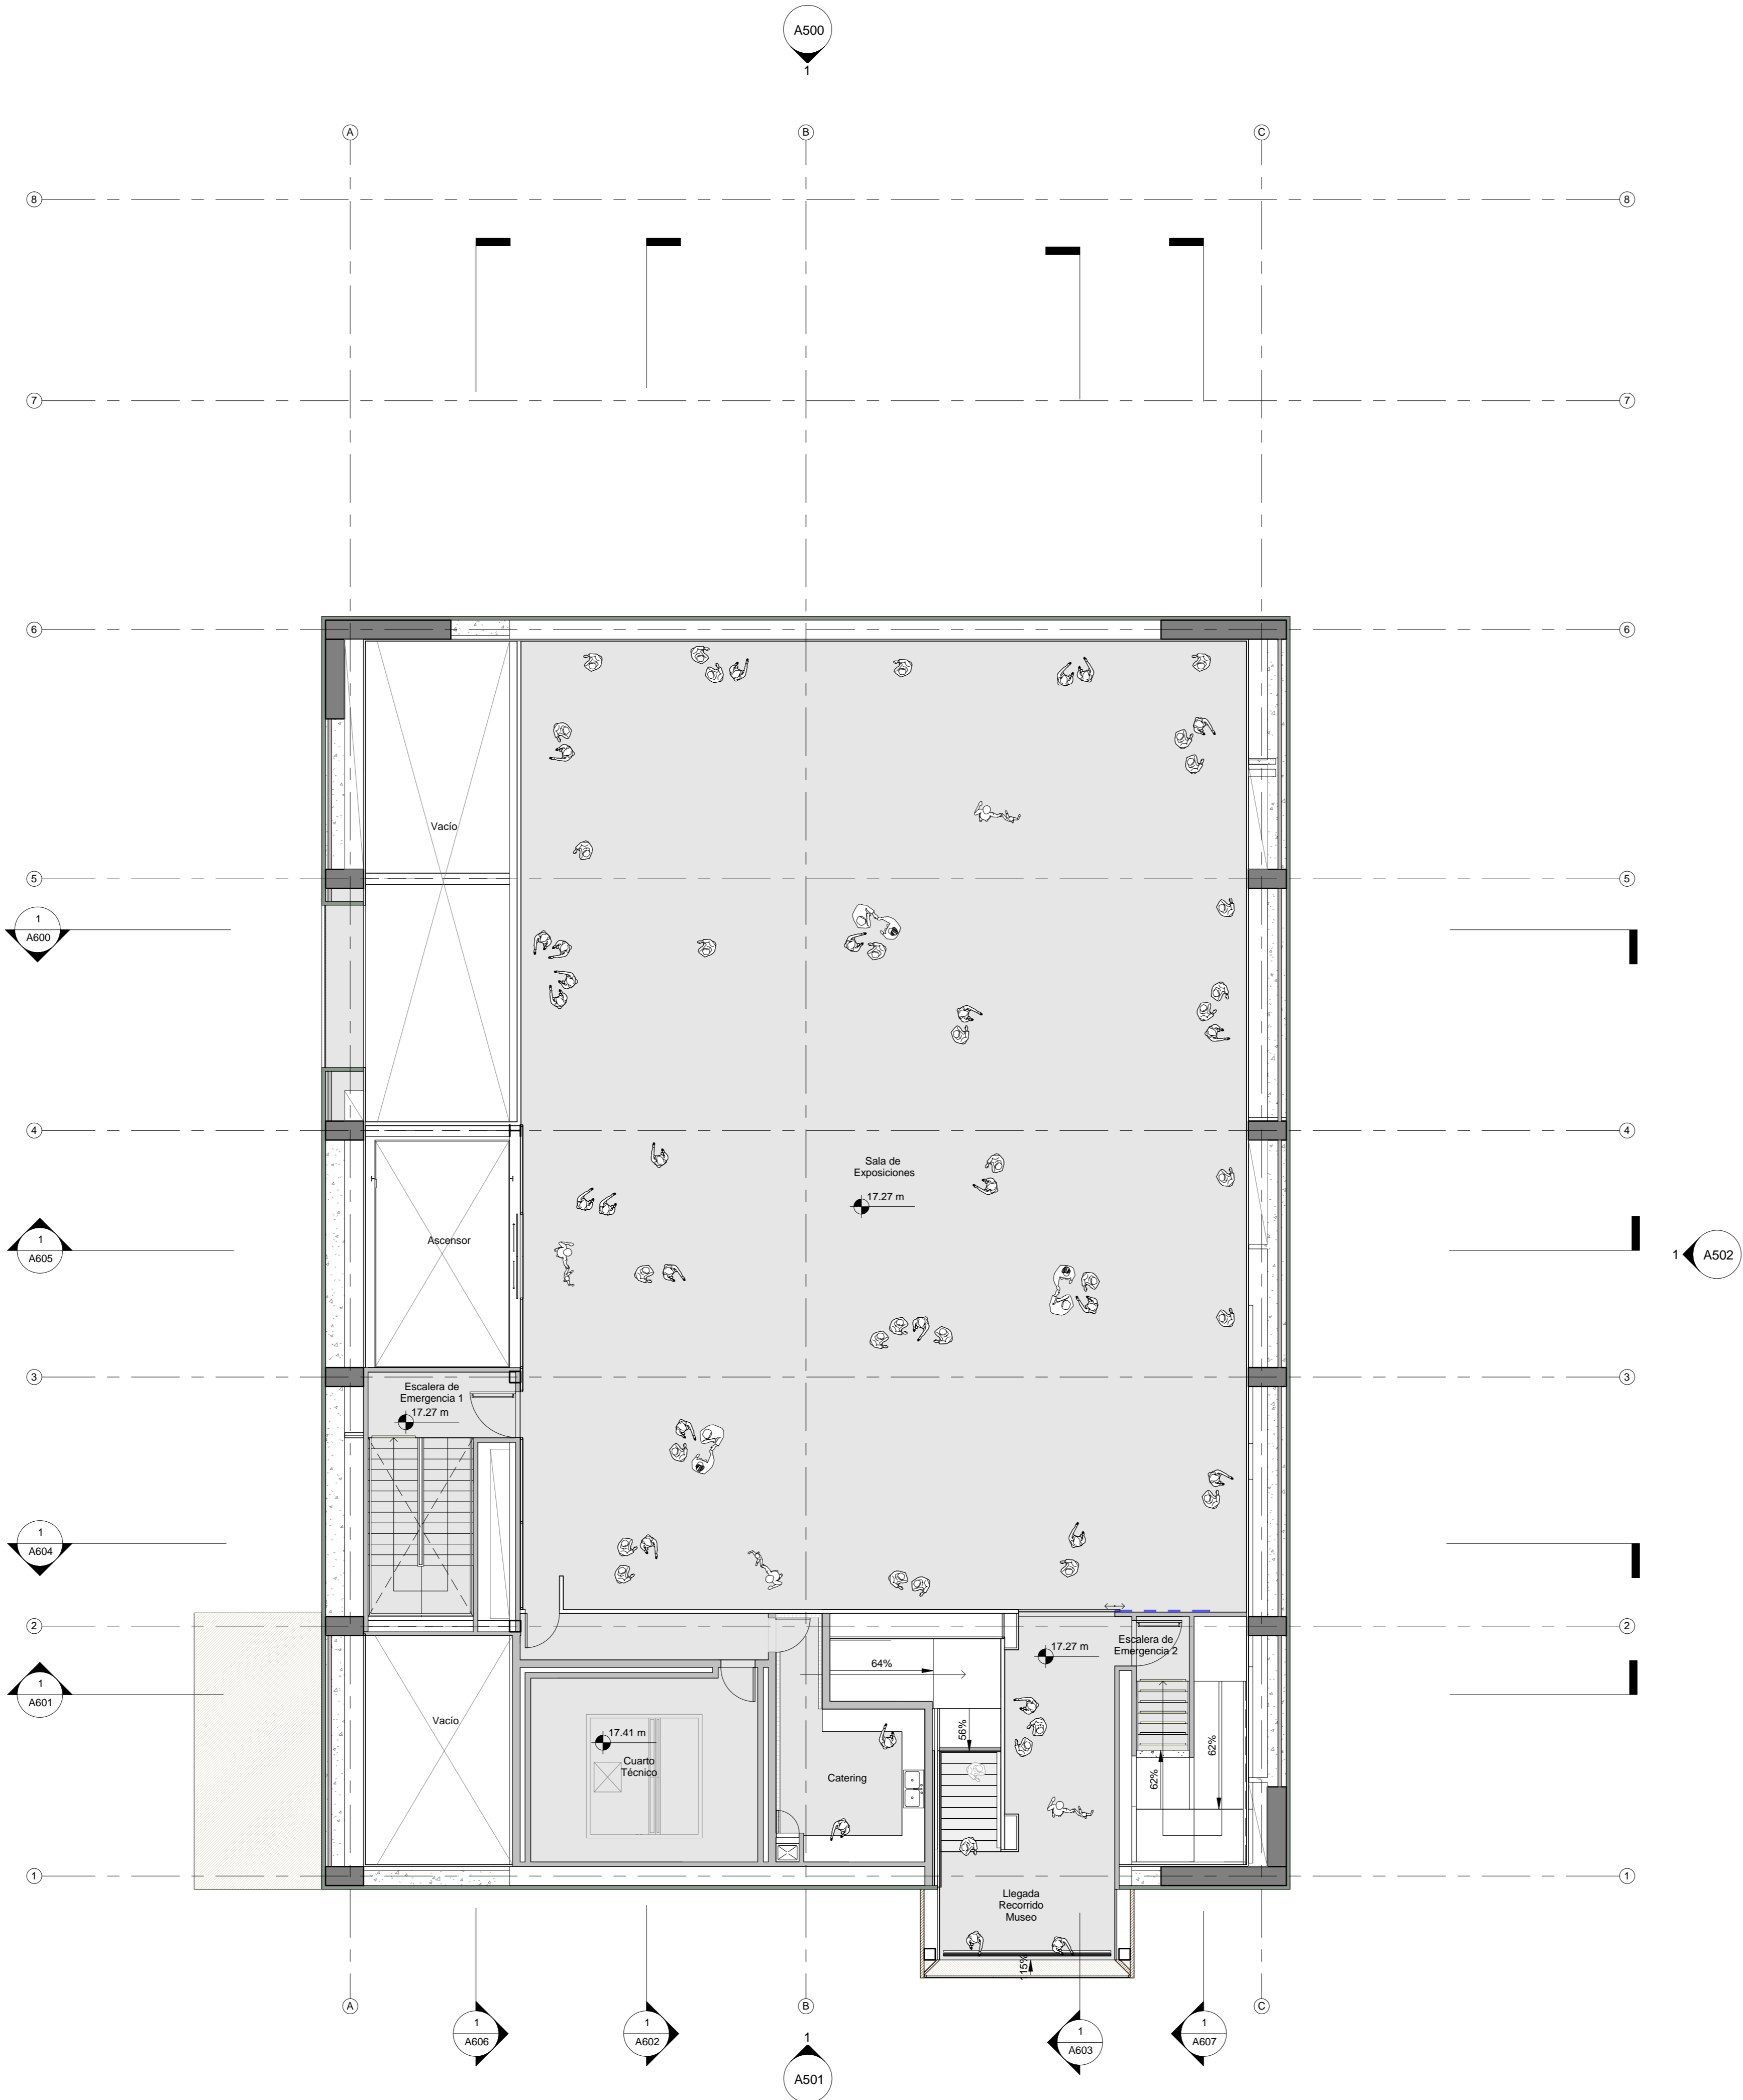 A500
1
A
B
C
8
8
7
7
6
6
Vacío
5
5
1
A600
4
4
Sala de
Exposiciones
17.27 m
1
A605
Ascensor
1
A502
3
3
Escalera de
Emergencia 1
17.27 m
1
A604
2
2
Escalera de
Emergencia 2
17.27 m
64%
1
A601
Vacío
17.41 m
Cuarto
Técnico
56%
62%
62%
Catering
1
1
Llegada
Recorrido
Museo
15%
A
B
C
1
A606
1
A602
1
A501
1
A603
1
A607